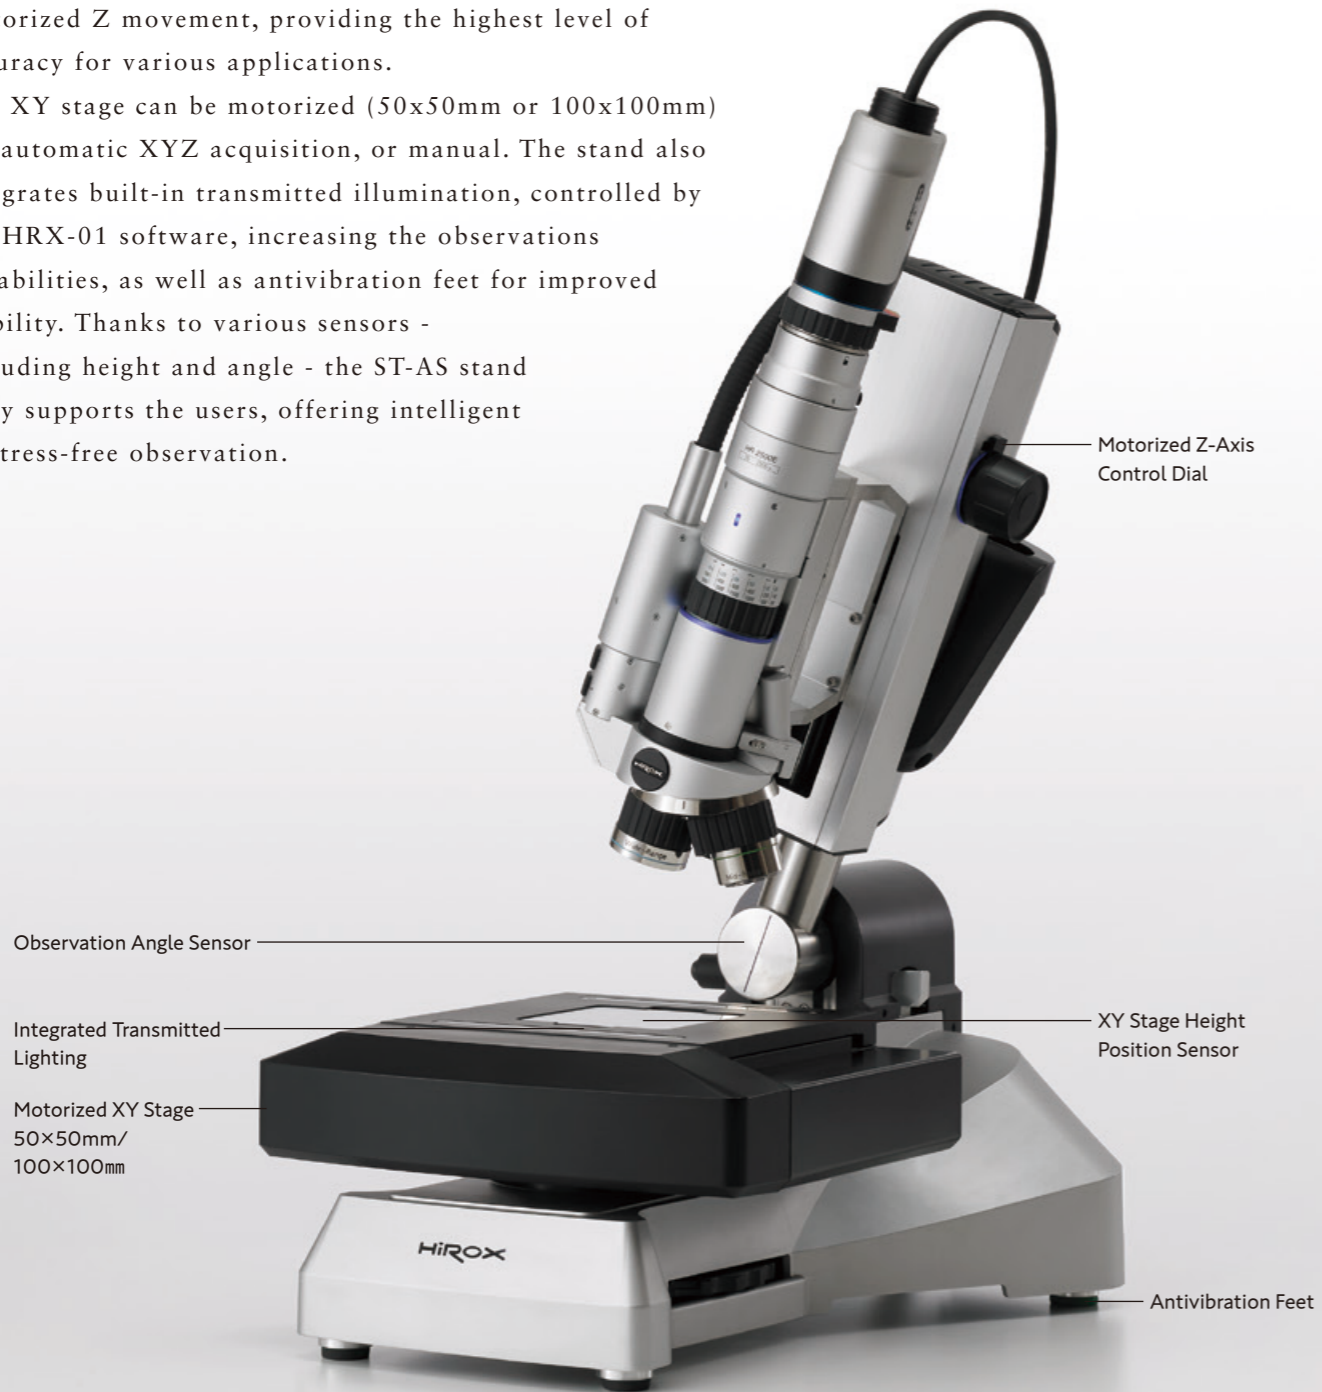 orized Z movement, providing the highest level of
uracy for various applications.
XY stage can be motorized (50x50mm or 100x100mm)
automatic XYZ acquisition, or manual. The stand also
grates built-in transmitted illumination, controlled by
HRX-01 software, increasing the observations
abilities, as well as antivibration feet for improved
bility. Thanks to various sensors -
uding height and angle - the ST-AS stand
y supports the users, offering intelligent
tress-free observation.
Motorized Z-Axis
Control Dial
HIROX
Observation Angle Sensor
Integrated Transmitted
Lighting
XY Stage Height
Position Sensor
Motorized XY Stage
50×50mm/
100×100㎜
HiROX
Antivibration Feet